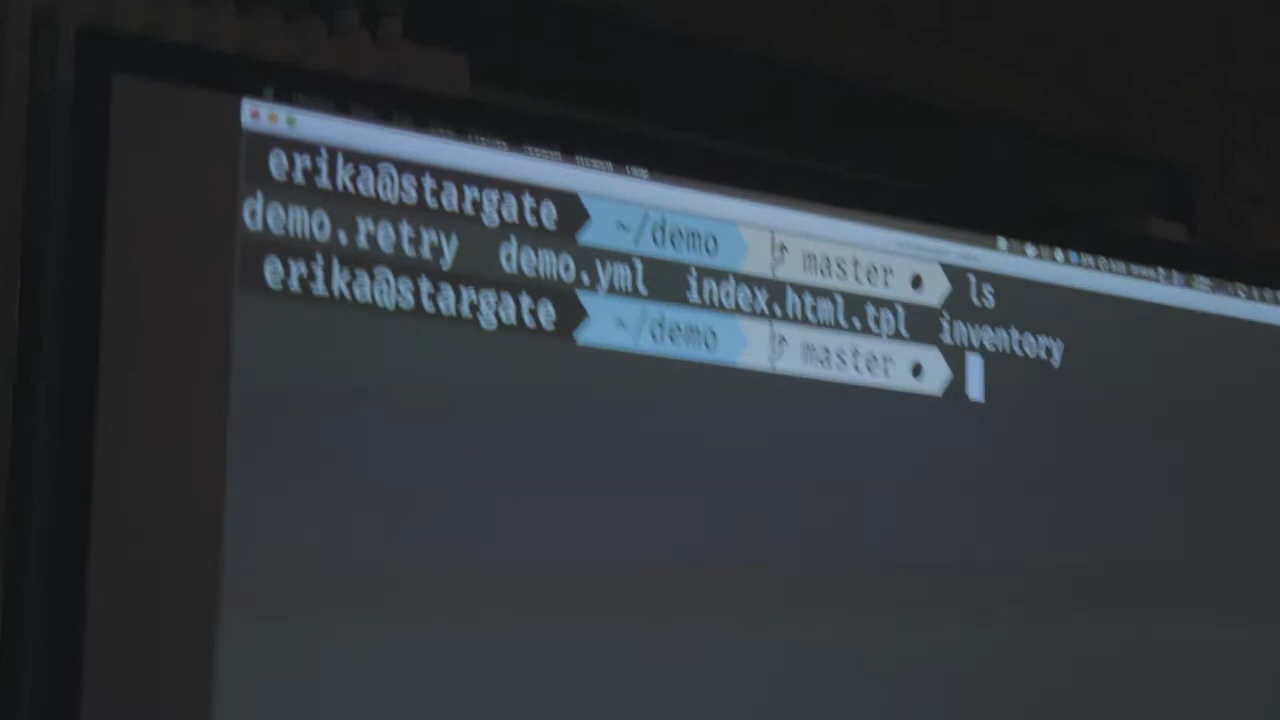 erika@stargate ~/demo master ● ls
demo.retry demo.yml index.html.tpl inventory
erika@stargate ~/demo master ●